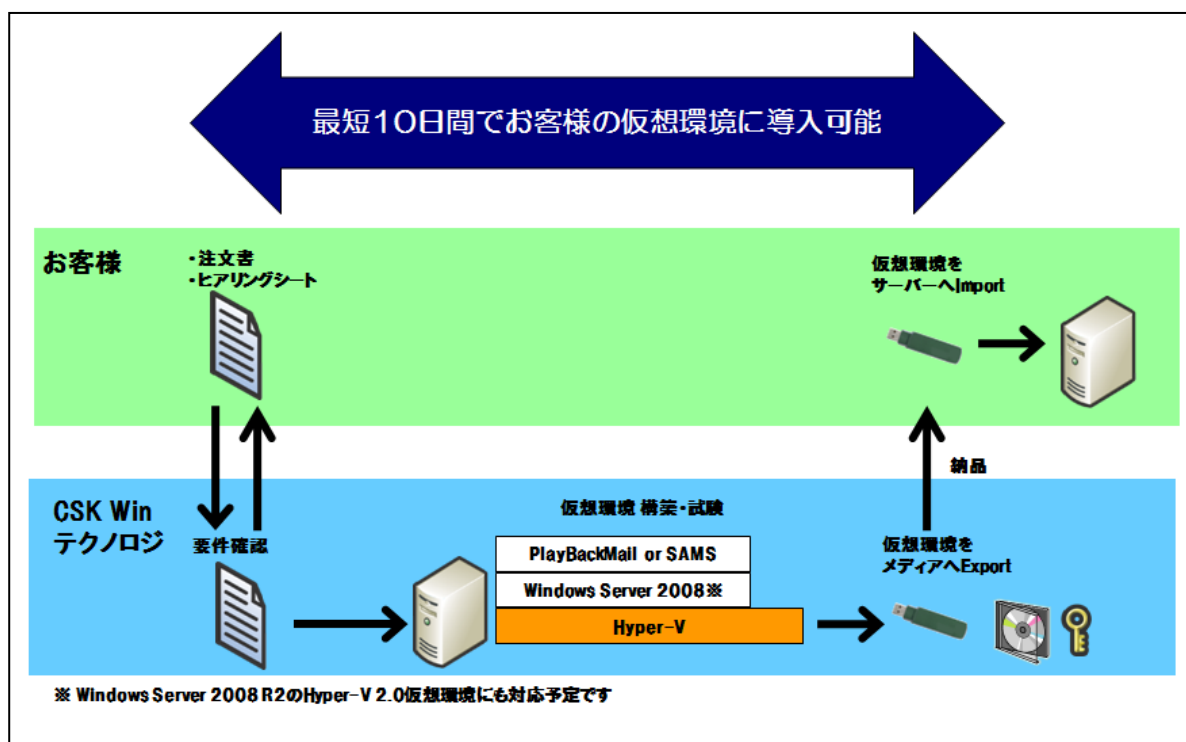 最短10日間でお客様の仮想環境に導入可能
お客様
・注文書
・ヒアリングシート
仮想環境を
サーバーへImport
納品
CSK Win
テクノロジ
要件確認
仮想環境 構築・試験
PlayBackMail or SAMS
Windows Server 2008※
Hyper-V
仮想環境を
メディアへExport
※ Windows Server 2008 R2のHyper-V 2.0仮想環境にも対応予定です